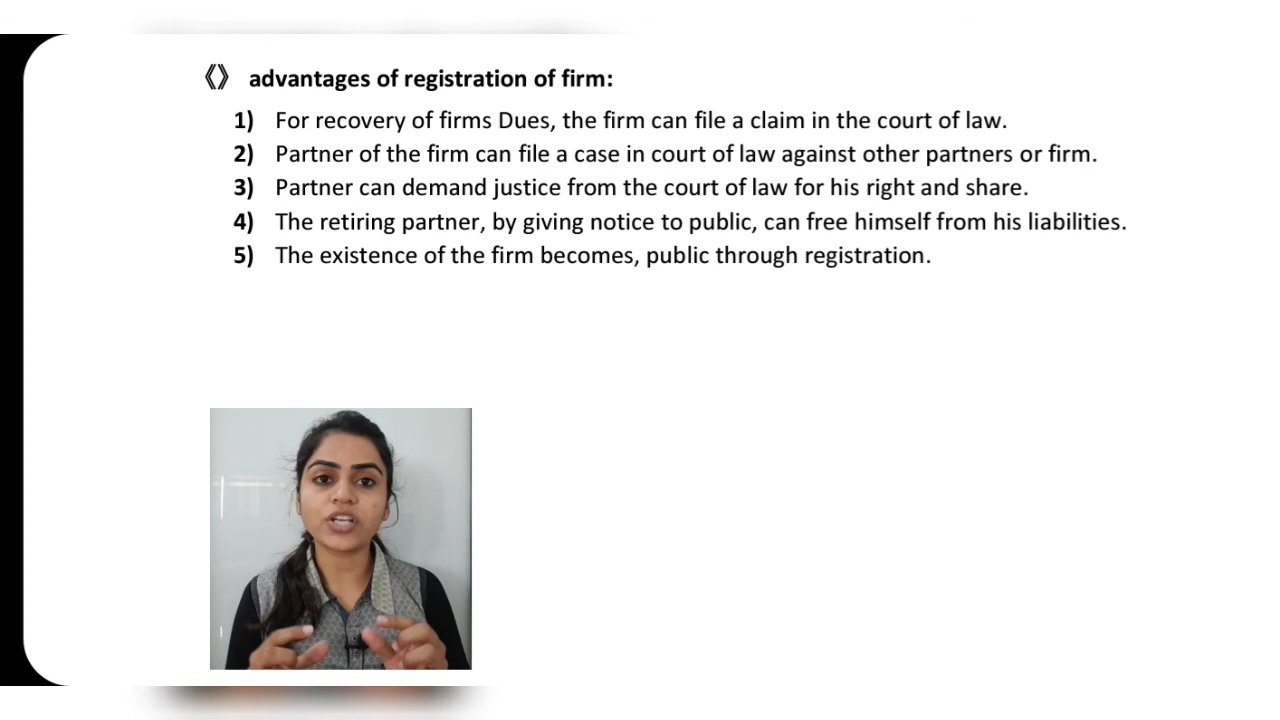 《》 advantages of registration of firm:
1) For recovery of firms Dues, the firm can file a claim in the court of law.
2) Partner of the firm can file a case in court of law against other partners or firm.
3) Partner can demand justice from the court of law for his right and share.
4) The retiring partner, by giving notice to public, can free himself from his liabilities.
5) The existence of the firm becomes, public through registration.